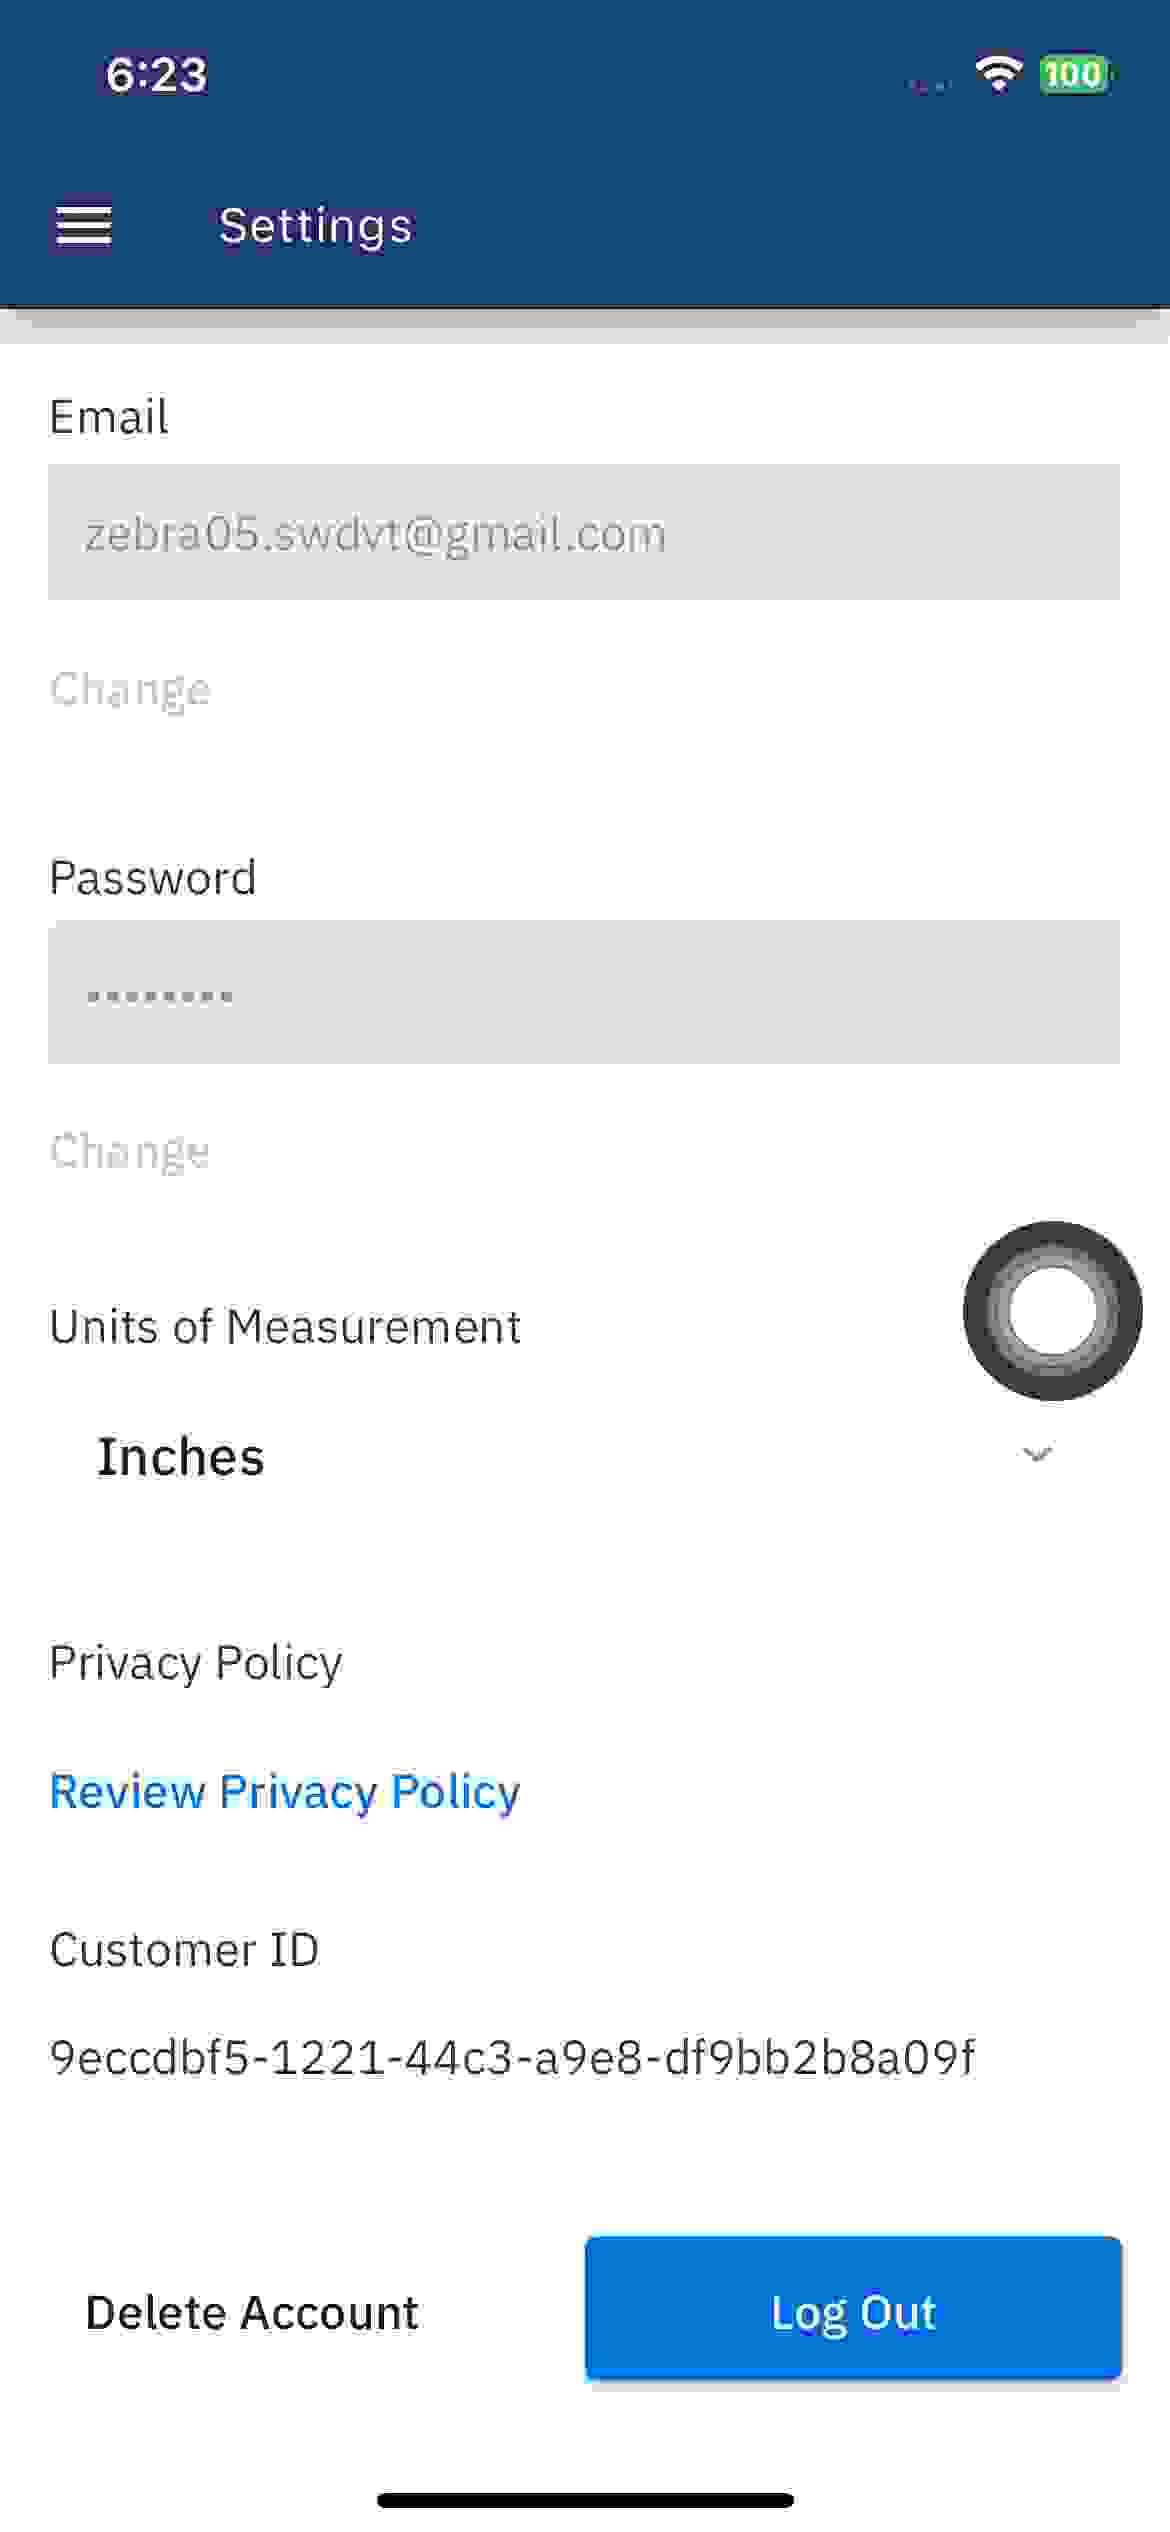 6:23
100
Settings
Email
zebra05.swdvt@gmail.com
Change
Password
••••••••
Change
Units of Measurement
Inches
Privacy Policy
Review Privacy Policy
Customer ID
9eccdbf5-1221-44c3-a9e8-df9bb2b8a09f
Delete Account
Log Out